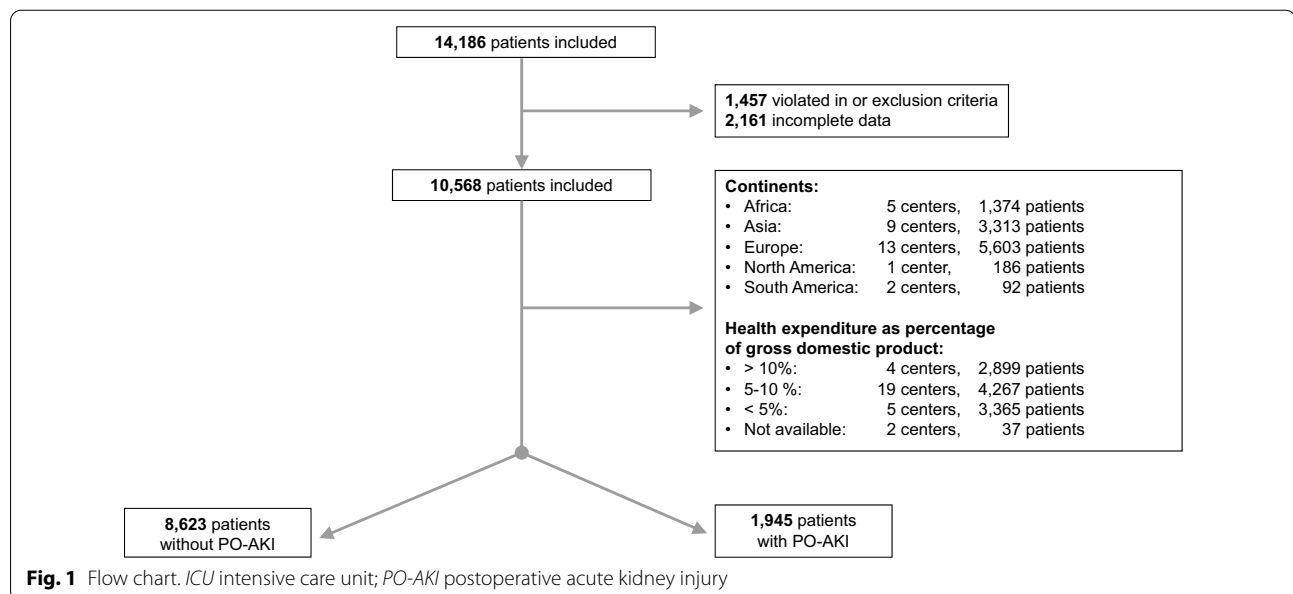 14,186 patients included
1,457 violated in or exclusion criteria
2,161 incomplete data
10,568 patients included
Continents:
• Africa: 5 centers, 1,374 patients
• Asia: 9 centers, 3,313 patients
• Europe: 13 centers, 5,603 patients
• North America: 1 center, 186 patients
• South America: 2 centers, 92 patients
Health expenditure as percentage
of gross domestic product:
• > 10%: 4 centers, 2,899 patients
• 5-10 %: 19 centers, 4,267 patients
• < 5%: 5 centers, 3,365 patients
• Not available: 2 centers, 37 patients
8,623 patients
without PO-AKI
1,945 patients
with PO-AKI
Fig. 1 Flow chart. ICU intensive care unit; PO-AKI postoperative acute kidney injury